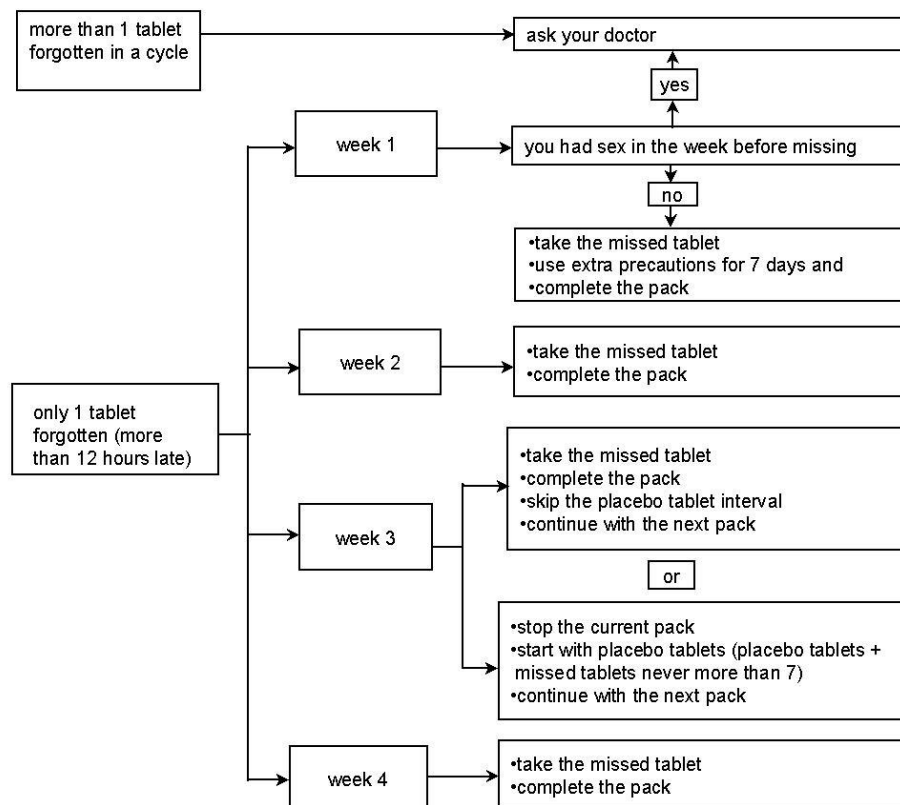 more than 1 tablet
forgotten in a cycle
ask your doctor
yes
week 1
you had sex in the week before missing
no
•take the missed tablet
•use extra precautions for 7 days and
•complete the pack
week 2
•take the missed tablet
•complete the pack
only 1 tablet
forgotten (more
than 12 hours late)
week 3
•take the missed tablet
•complete the pack
•skip the placebo tablet interval
•continue with the next pack
or
•stop the current pack
•start with placebo tablets (placebo tablets +
missed tablets never more than 7)
•continue with the next pack
week 4
•take the missed tablet
•complete the pack